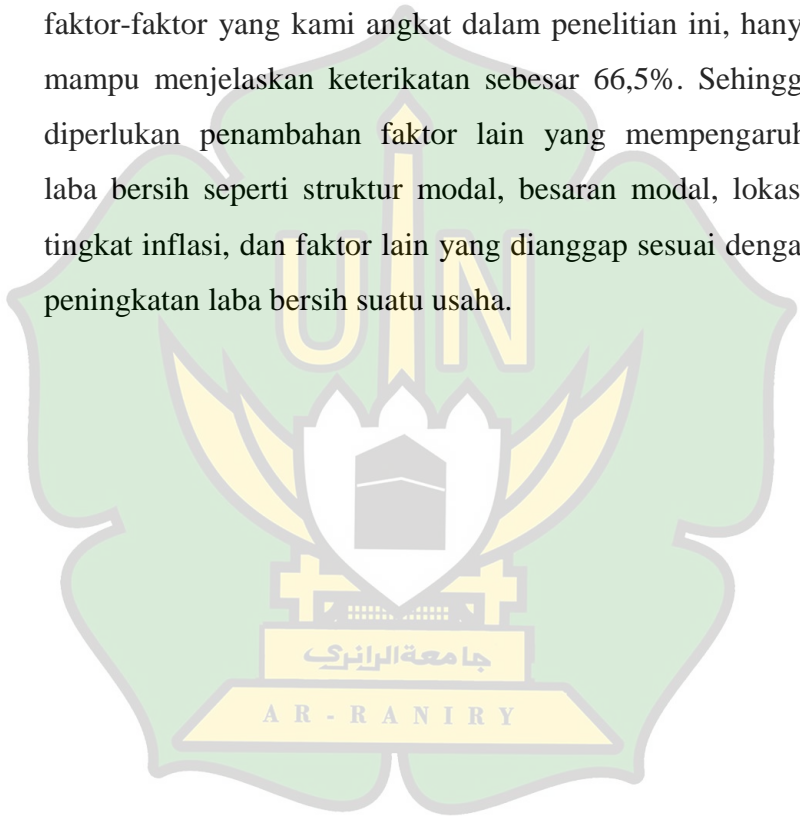 faktor-faktor yang kami angkat dalam penelitian ini, hany
mampu menjelaskan keterikatan sebesar 66,5%. Sehingg
diperlukan penambahan faktor lain yang mempengaruh
laba bersih seperti struktur modal, besaran modal, lokas
tingkat inflasi, dan faktor lain yang dianggap sesuai denga
peningkatan laba bersih suatu usaha.
UIN
جامعةالرانري
AR-RANIRY